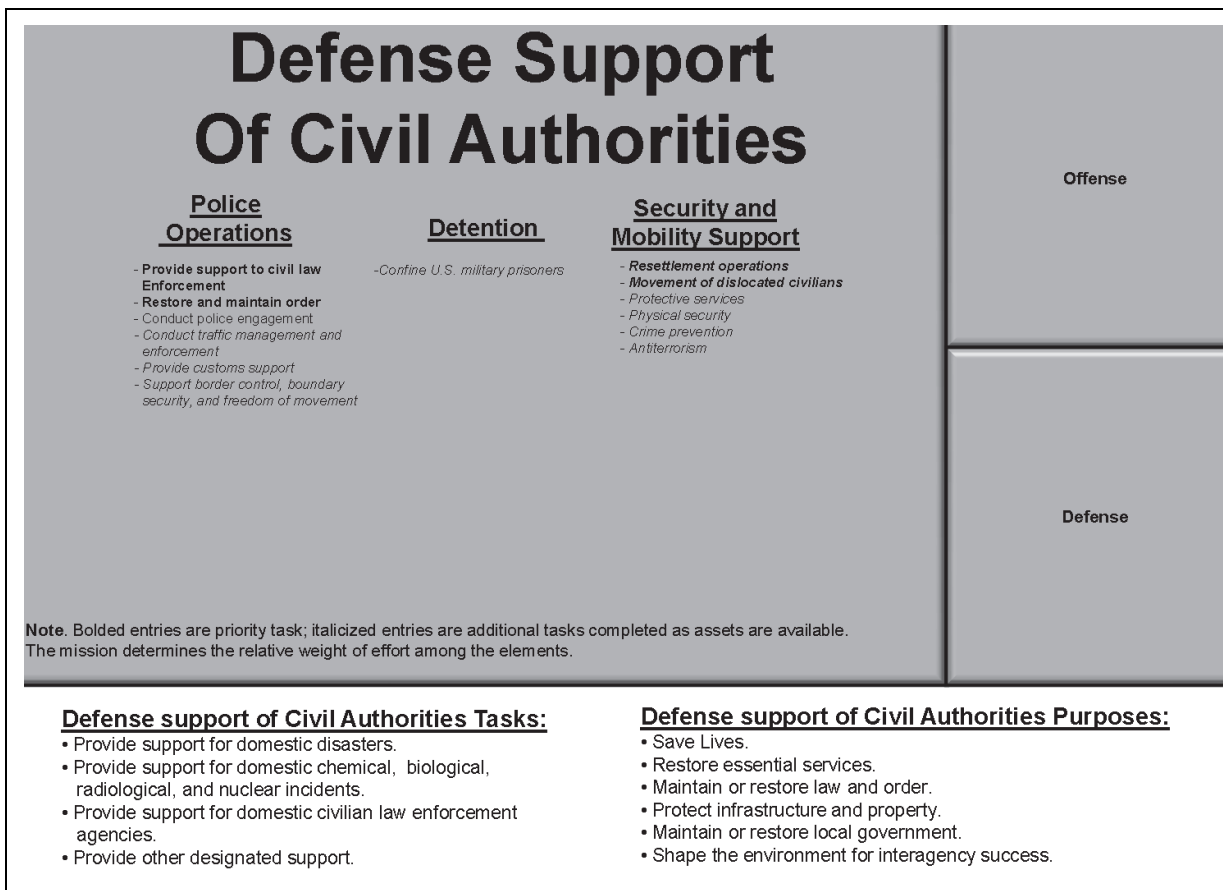 Defense Support
Of Civil Authorities
Police
Operations
- Provide support to civil law
Enforcement
- Restore and maintain order
- Conduct police engagement
- Conduct traffic management and
enforcement
- Provide customs support
- Support border control, boundary
security, and freedom of movement
Detention
-Confine U.S. military prisoners
Security and
Mobility Support
- Resettlement operations
- Movement of dislocated civilians
- Protective services
- Physical security
- Crime prevention
- Antiterrorism
Offense
Defense
Note. Bolded entries are priority task; italicized entries are additional tasks completed as assets are available.
The mission determines the relative weight of effort among the elements.
Defense support of Civil Authorities Tasks:
• Provide support for domestic disasters.
• Provide support for domestic chemical, biological,
radiological, and nuclear incidents.
• Provide support for domestic civilian law enforcement
agencies.
• Provide other designated support.
Defense support of Civil Authorities Purposes:
• Save Lives.
• Restore essential services.
• Maintain or restore law and order.
• Protect infrastructure and property.
• Maintain or restore local government.
• Shape the environment for interagency success.